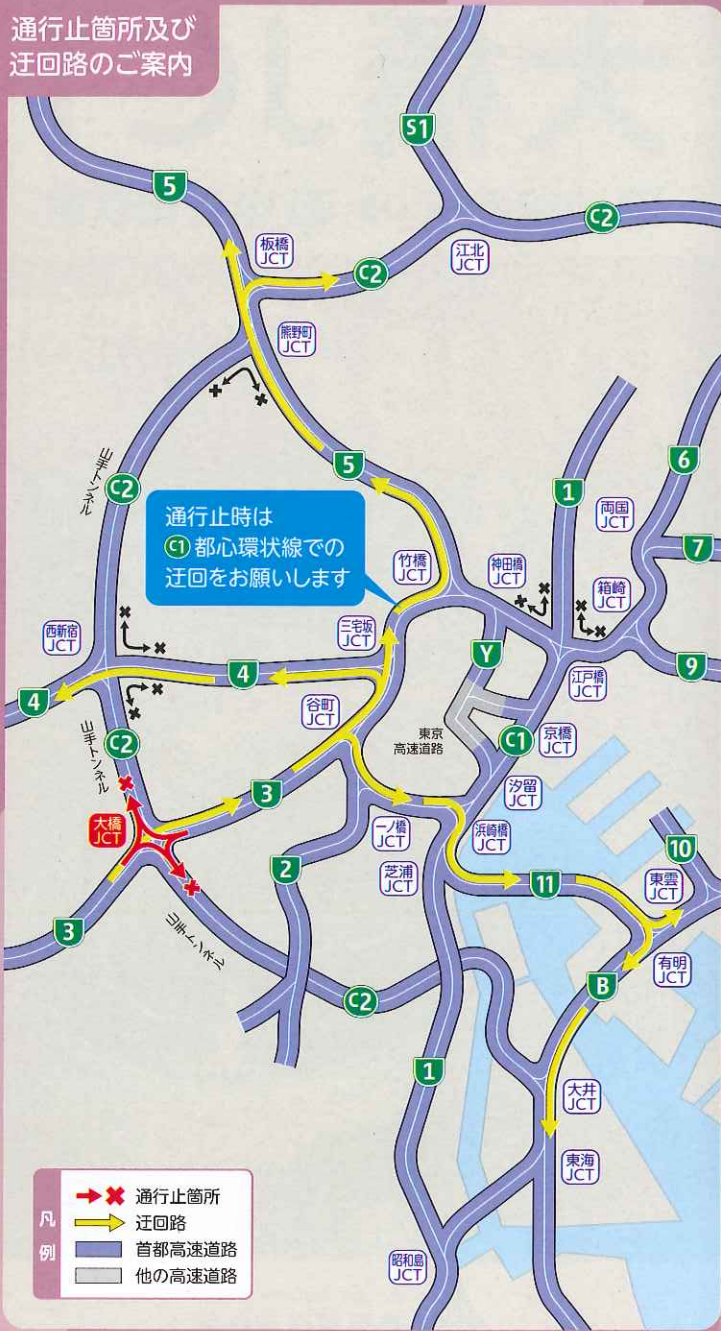 通行止箇所及び
迂回路のご案内
S1
5
C2
板橋
JCT
江北
JCT
C2
熊野町
JCT
山手トンネル
C2
5
1
6
両国
JCT
7
通行止時は
C1 都心環状線での
迂回をお願いします
竹橋
JCT
神田橋
JCT
箱崎
JCT
西新宿
JCT
三宅坂
JCT
Y
9
4
4
江戸橋
JCT
谷町
JCT
C2
山手トンネル
東京
高速道路
C1
京橋
JCT
3
汐留
JCT
大橋
JCT
一ノ橋
JCT
浜崎橋
JCT
10
2
芝浦
JCT
11
東雲
JCT
3
山手トンネル
有明
JCT
C2
B
1
大井
JCT
東海
JCT
昭和島
JCT
凡例
通行止箇所
迂回路
首都高速道路
他の高速道路